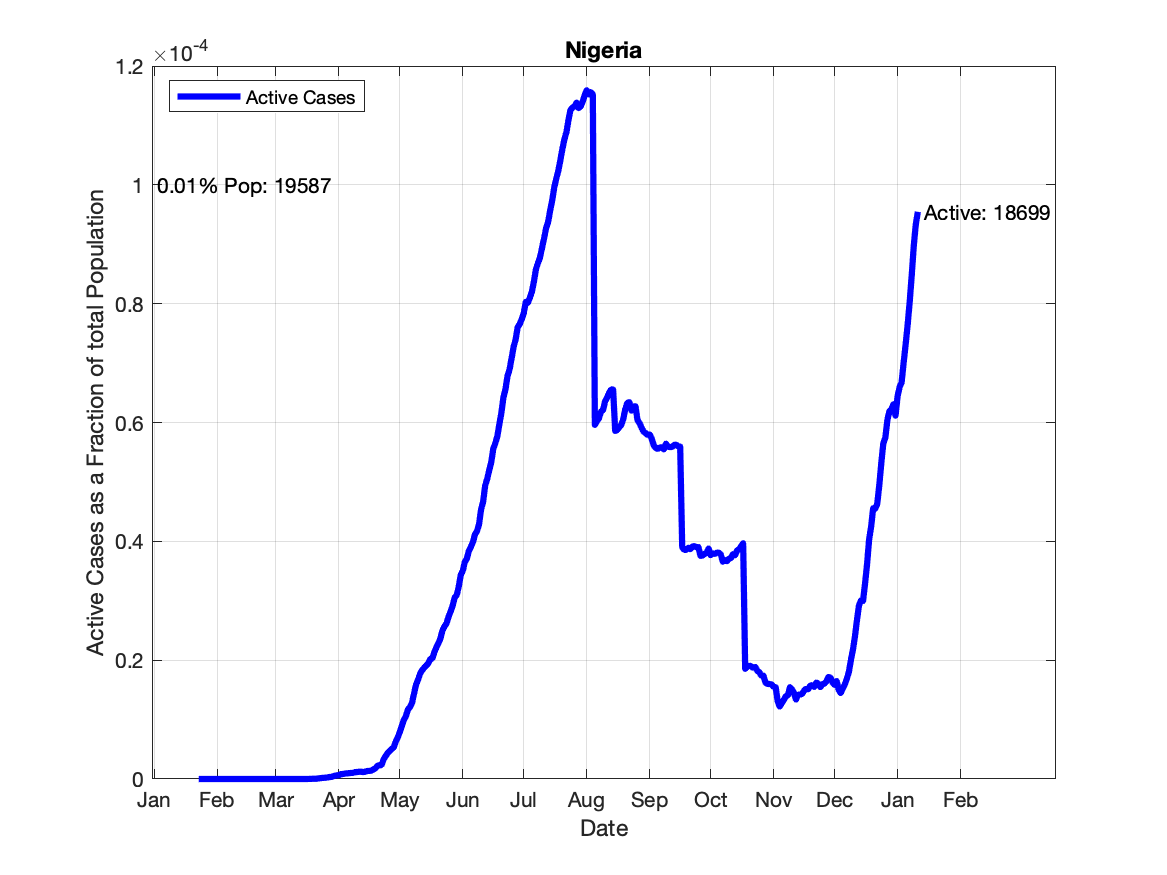 Nigeria
×10-4
Active Cases
1.2
1
0.8
0.6
0.4
0.2
0
0.01% Pop: 19587
Active: 18699
Active Cases as a Fraction of total Population
Jan Feb Mar Apr May Jun Jul Aug Sep Oct Nov Dec Jan Feb
Date